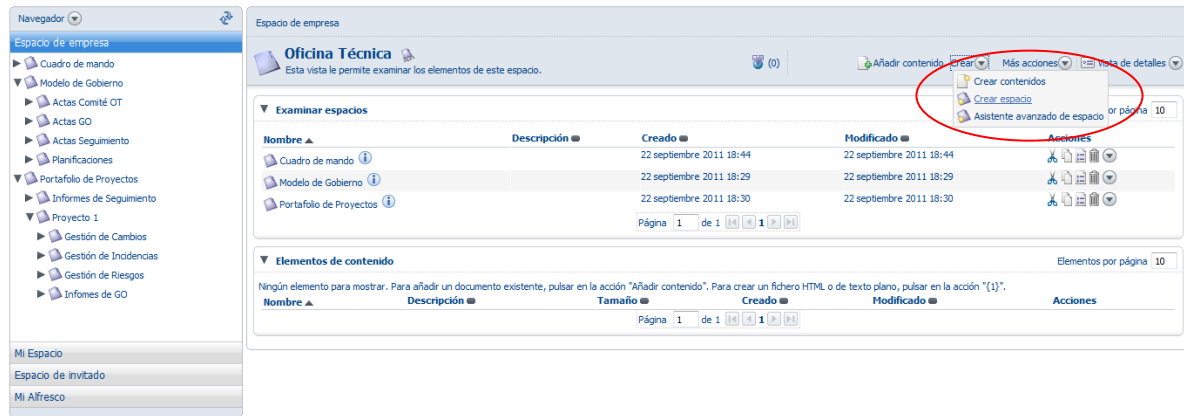 Navegador
Espacio de empresa
Cuadro de mando
Modelo de Gobierno
Actas Comité OT
Actas GO
Actas Seguimiento
Planificaciones
Portafolio de Proyectos
Informes de Seguimiento
Proyecto 1
Gestión de Cambios
Gestión de Incidencias
Gestión de Riesgos
Infomes de GO
Mi Espacio
Espacio de invitado
Mi Alfresco
Espacio de empresa
Oficina Técnica
Esta vista le permite examinar los elementos de este espacio.
(0) Añadir contenido Crear Más acciones Vista de detalles
Crear contenidos
Crear espacio
Asistente avanzado de espacio
Examinar espacios por página 10
Nombre Descripción Creado Modificado Acciones
Cuadro de mando 22 septiembre 2011 18:44 22 septiembre 2011 18:44
Modelo de Gobierno 22 septiembre 2011 18:29 22 septiembre 2011 18:29
Portafolio de Proyectos 22 septiembre 2011 18:30 22 septiembre 2011 18:30
Página 1 de 1 1
Elementos de contenido Elementos por página 10
Ningún elemento para mostrar. Para añadir un documento existente, pulsar en la acción "Añadir contenido". Para crear un fichero HTML o de texto plano, pulsar en la acción "{1}".
Nombre Descripción Tamaño Creado Modificado Acciones
Página 1 de 1 1